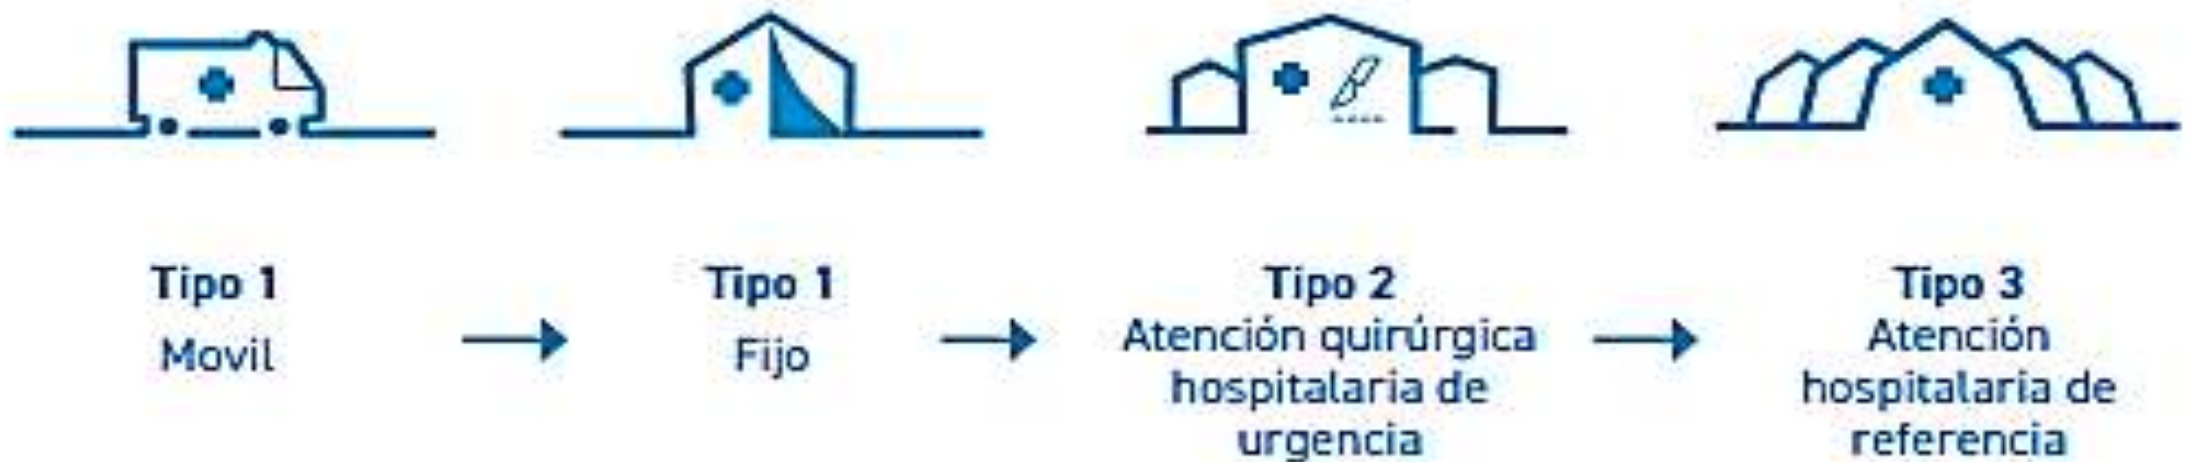 Tipo 1
Movil
Tipo 1
Fijo
Tipo 2
Atención quirúrgica
hospitalaria de
urgencia
Tipo 3
Atención
hospitalaria de
referencia